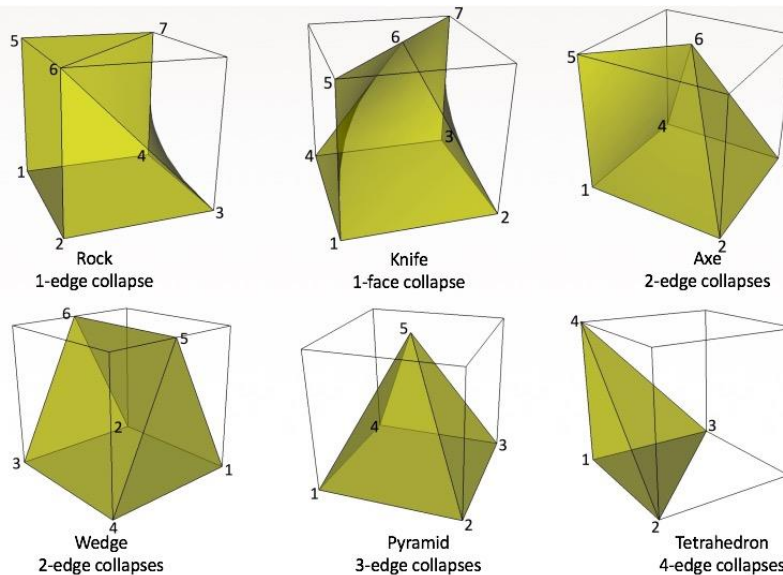 5 7
6
1 4
3
2
Rock
1-edge collapse
7
6
5
4 3
2
1
Knife
1-face collapse
5 6
4
1
2
Axe
2-edge collapses
6
5
2
3 1
4
Wedge
2-edge collapses
5
4
3
1
2
Pyramid
3-edge collapses
4
3
1
2
Tetrahedron
4-edge collapses